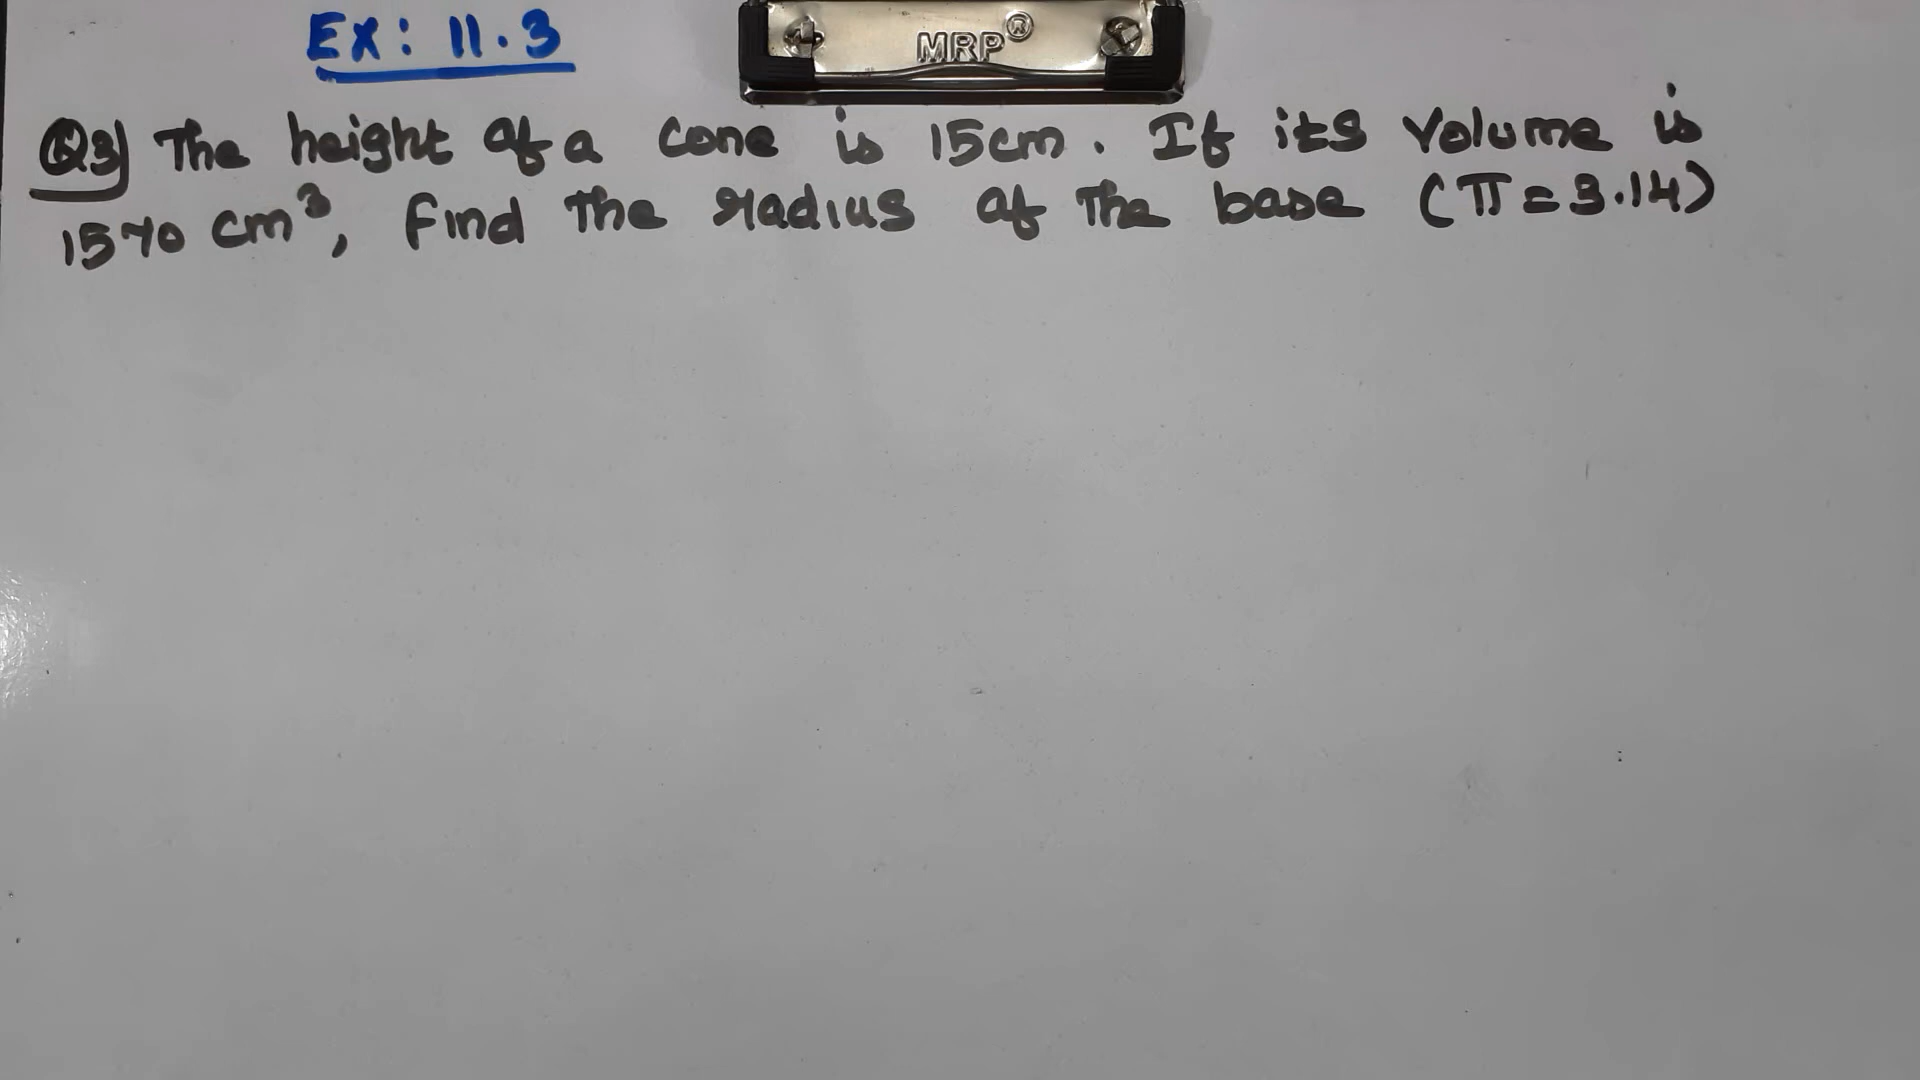 EX: 11.3
MRP®
Q3) The height of a cone is 15cm. If its Volume is
1570 cm³, find the radius of the base (π=3.14)